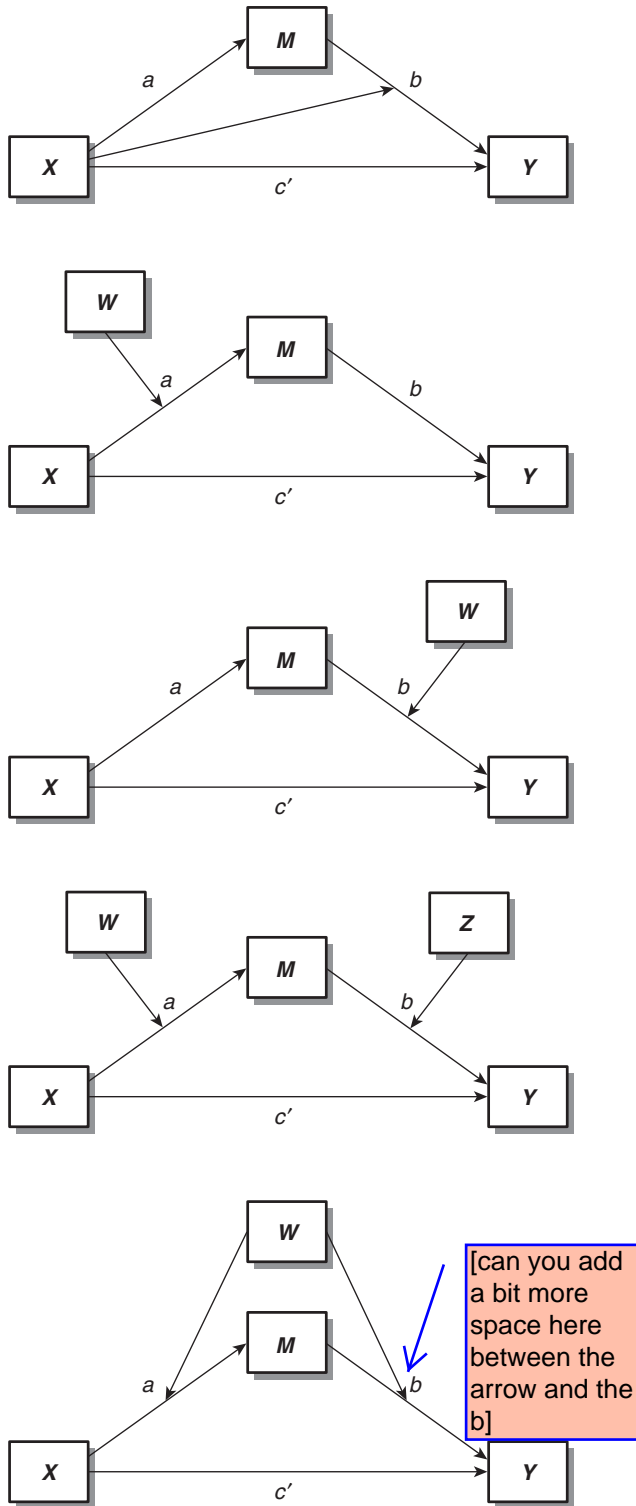 M
a
b
X
Y
c′
W
M
a
b
X
Y
c′
W
M
a
b
X
Y
c′
W
Z
M
a
b
X
Y
c′
W
[can you add
a bit more
space here
between the
arrow and the
b]
M
a
b
X
Y
c′